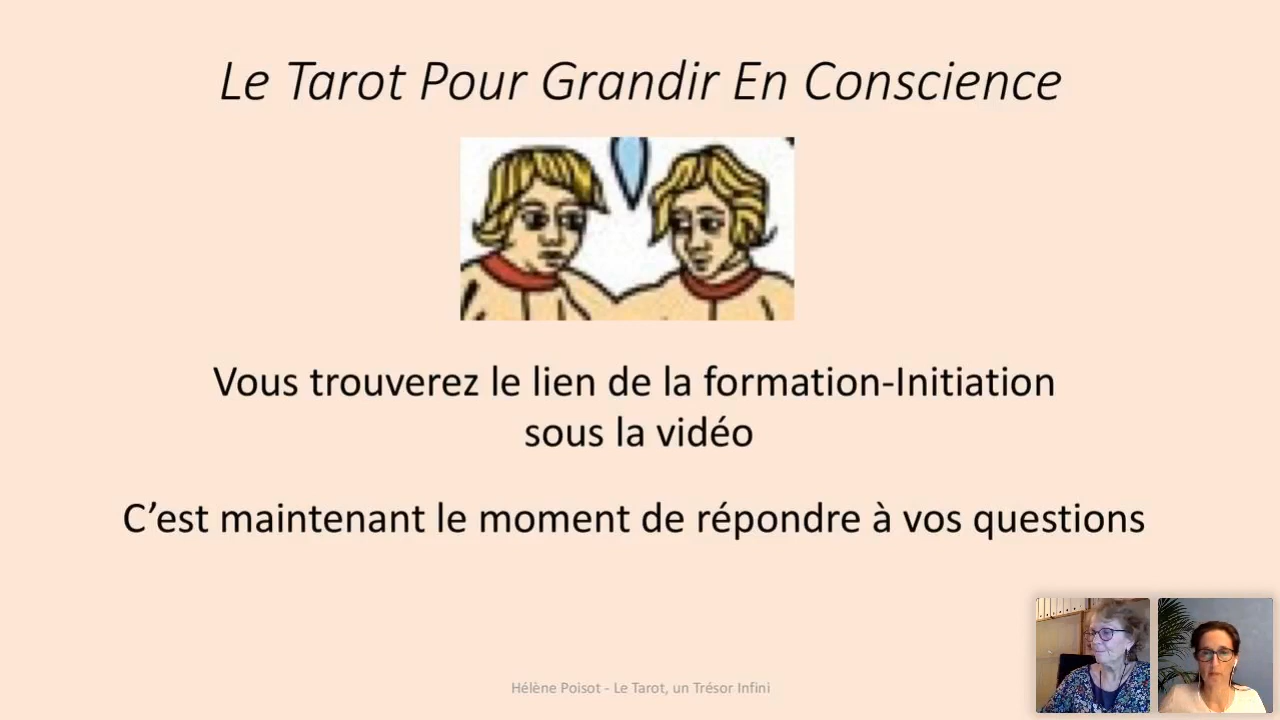 Le Tarot Pour Grandir En Conscience
Vous trouverez le lien de la formation-Initiation
sous la vidéo
C’est maintenant le moment de répondre à vos questions
Hélène Poisot - Le Tarot, un Trésor Infini